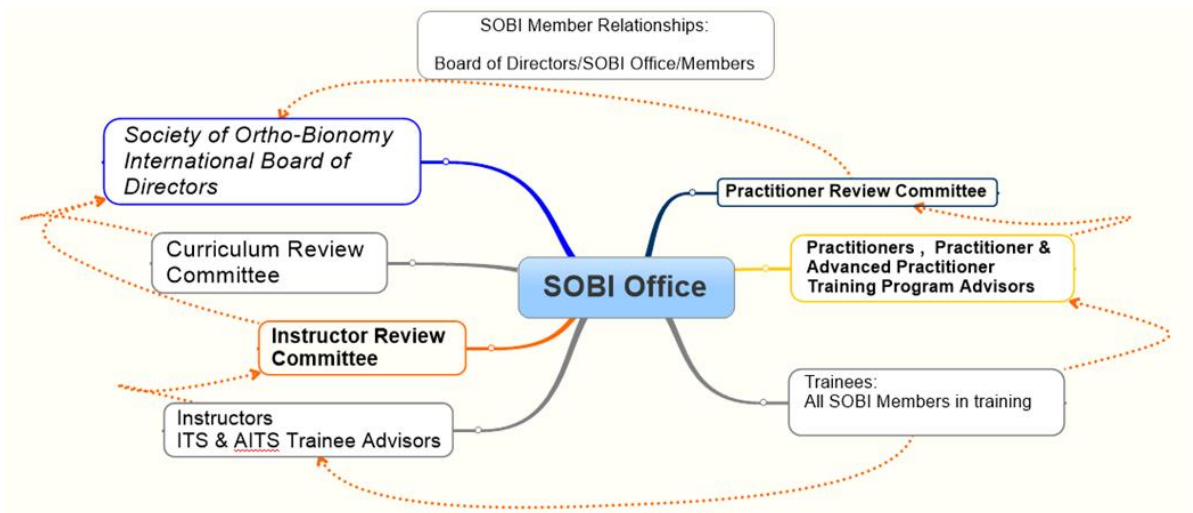 SOBI Member Relationships:
Board of Directors/SOBI Office/Members
Society of Ortho-Bionomy
International Board of
Directors
Curriculum Review
Committee
Instructor Review
Committee
Instructors
ITS & AITS Trainee Advisors
SOBI Office
Practitioner Review Committee
Practitioners , Practitioner &
Advanced Practitioner
Training Program Advisors
Trainees:
All SOBI Members in training